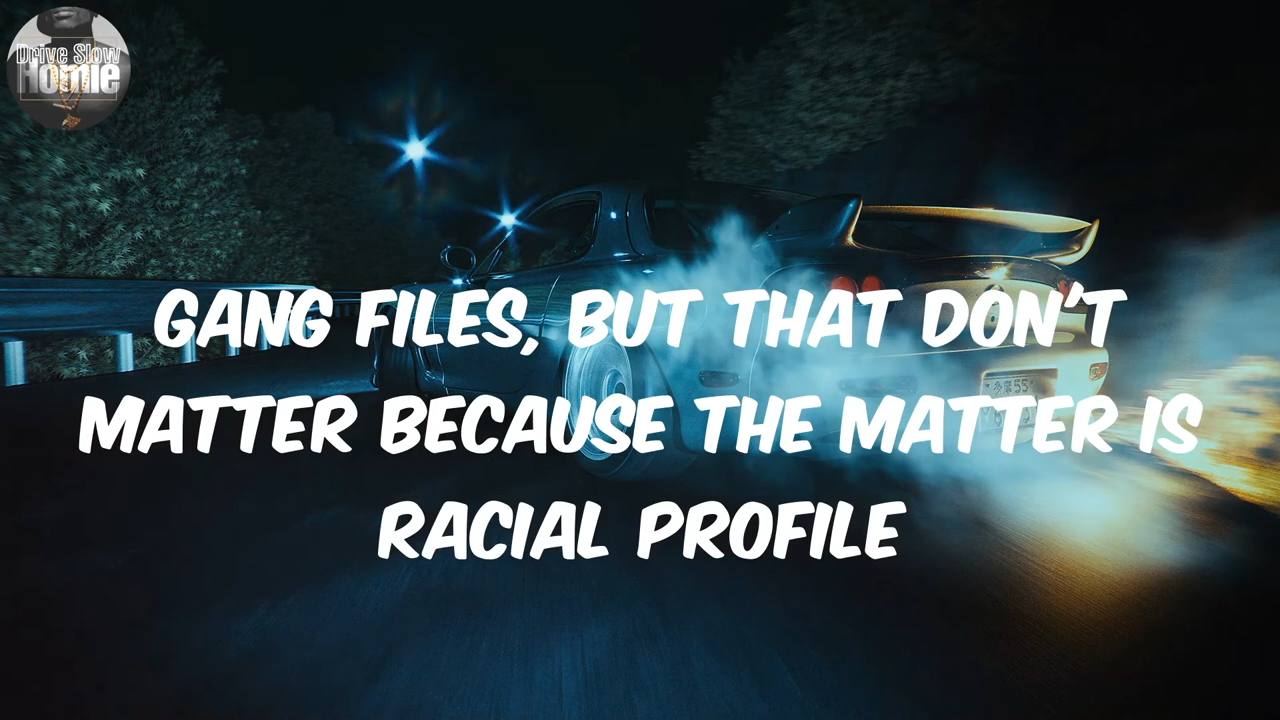 Drive Slow
Homie
GANG FILES, BUT THAT DON'T
MATTER BECAUSE THE MATTER IS
RACIAL PROFILE